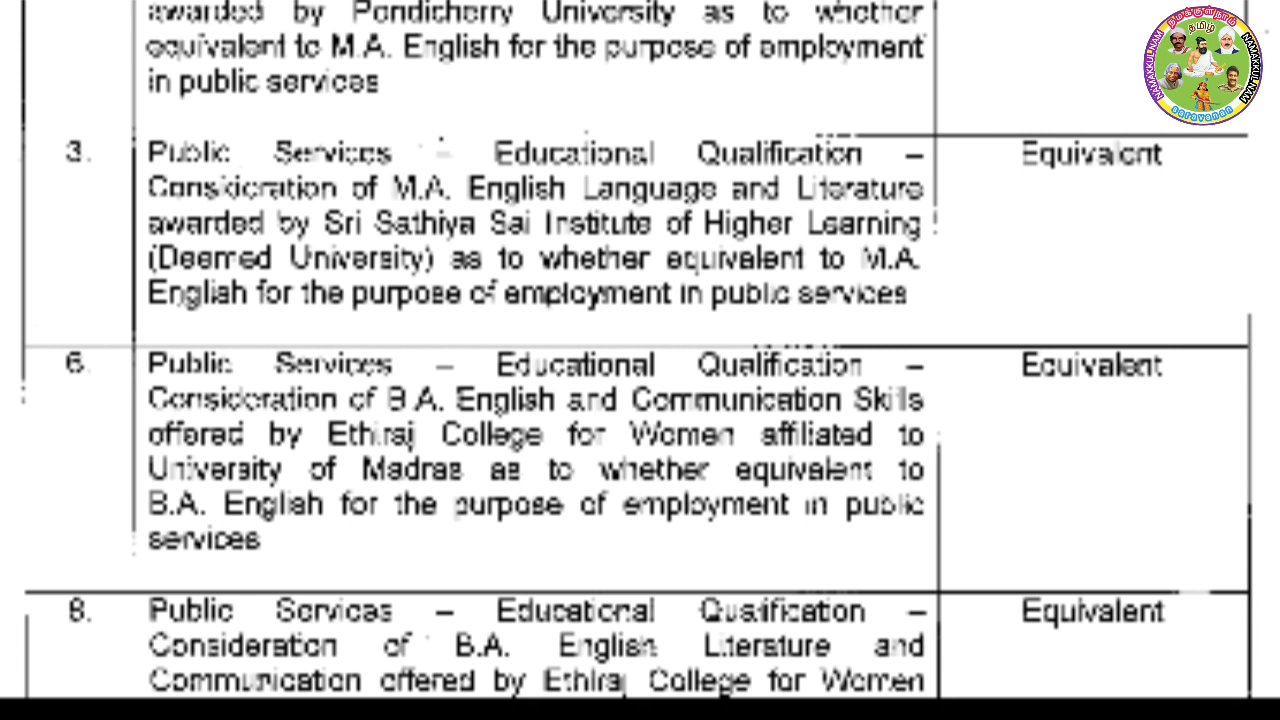 awarded by Pondicherry University as to whether
equivalent to M.A. English for the purpose of employment
in public services
3. Public Services - Educational Qualification – Equivalent
Consideration of M.A. English Language and Literature
awarded by Sri Sathiya Sai Institute of Higher Learning
(Deemed University) as to whether equivalent to M.A.
English for the purpose of employment in public services
6. Public Services – Educational Qualification – Equivalent
Consideration of B.A. English and Communication Skills
offered by Ethiraj College for Women affiliated to
University of Madras as to whether equivalent to
B.A. English for the purpose of employment in public
services
8. Public Services – Educational Qualification – Equivalent
Consideration of B.A. English Literature and
Communication offered by Ethiraj College for Women
நமக்குள்நாம்
தமிழ்
NAMAKKULNAM
NAMAKKULNAM
saravanan